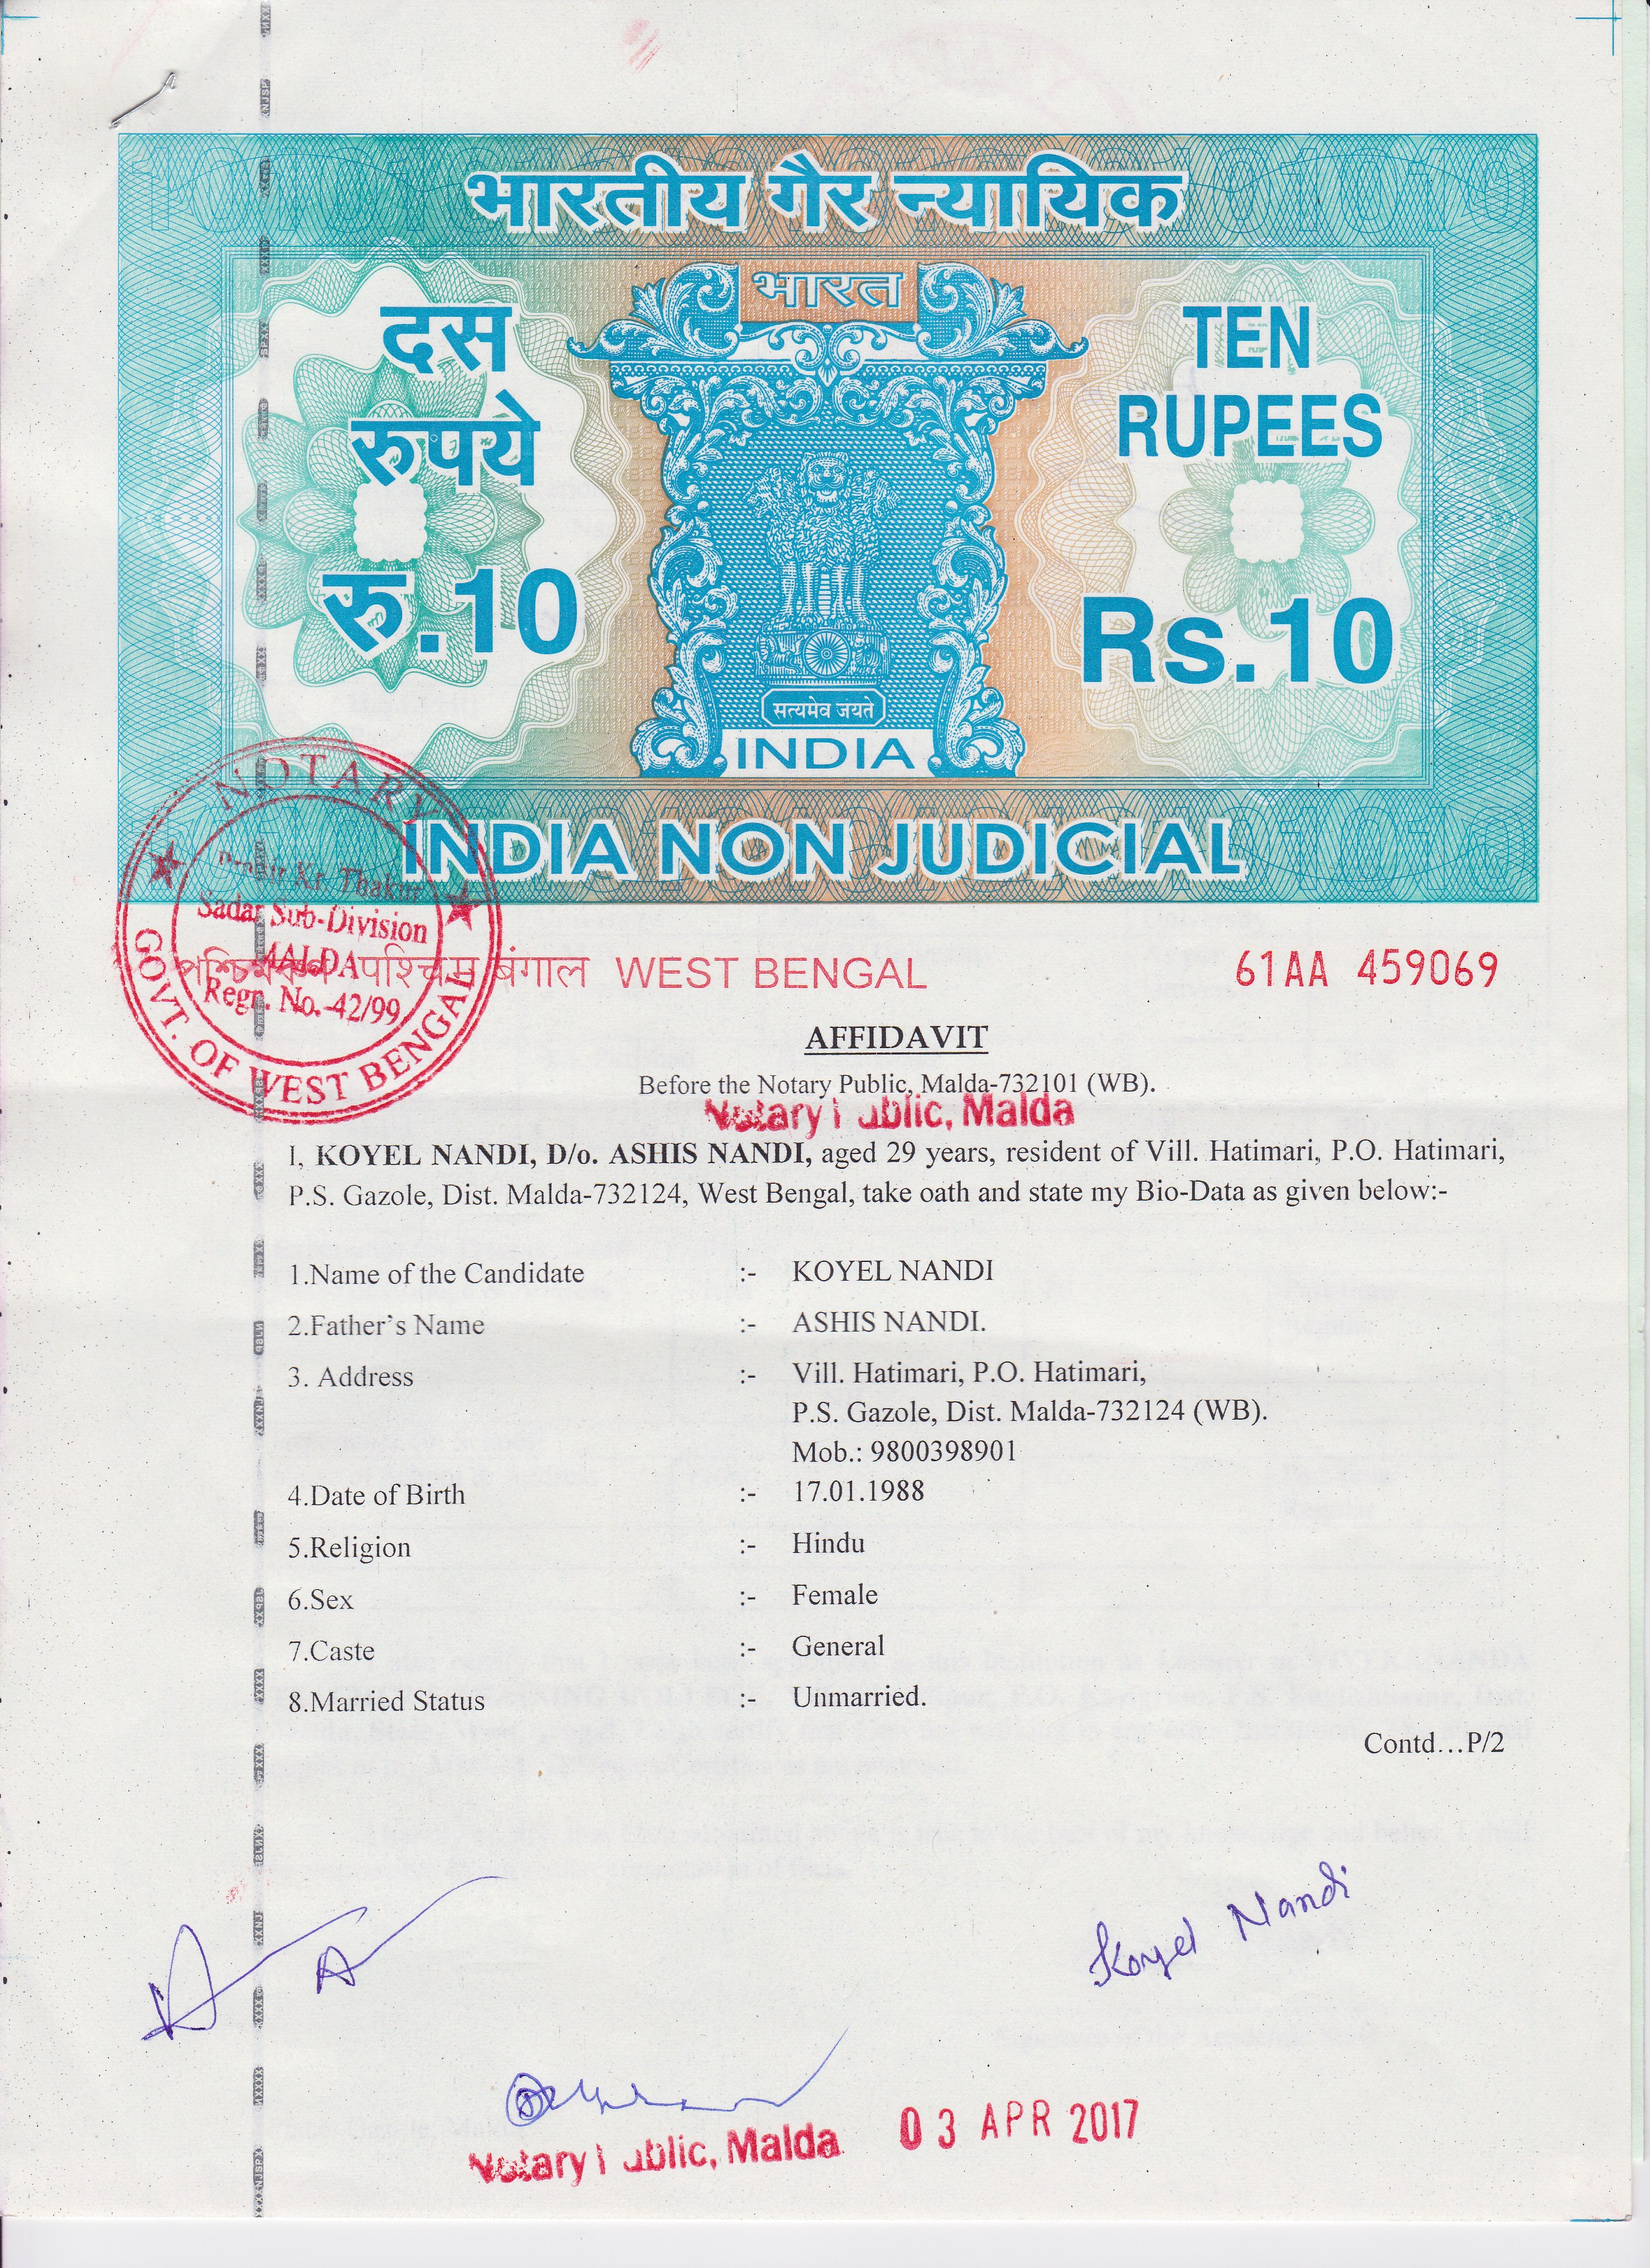 भारतीय गैर न्यायिक
भारत
दस
रुपये
रु.10
TEN
RUPEES
Rs.10
सत्यमेव जयते
INDIA
INDIA NON JUDICIAL
NOTARY
Kr. Thakur
Sadar Sub-Division
MALDA
Regn. No.-42/99
GOVT. OF WEST BENGAL
পশ্চিমবঙ্গ पश्चिम बंगाल WEST BENGAL
61AA 459069
AFFIDAVIT
Before the Notary Public, Malda-732101 (WB).
Notary Public, Malda
I, KOYEL NANDI, D/o. ASHIS NANDI, aged 29 years, resident of Vill. Hatimari, P.O. Hatimari,
P.S. Gazole, Dist. Malda-732124, West Bengal, take oath and state my Bio-Data as given below:-
1.Name of the Candidate :- KOYEL NANDI
2.Father's Name :- ASHIS NANDI.
3. Address :- Vill. Hatimari, P.O. Hatimari,
P.S. Gazole, Dist. Malda-732124 (WB).
Mob.: 9800398901
4.Date of Birth :- 17.01.1988
5.Religion :- Hindu
6.Sex :- Female
7.Caste :- General
8.Married Status :- Unmarried.
Contd...P/2
Koyel Nandi
Notary Public, Malda
03 APR 2017